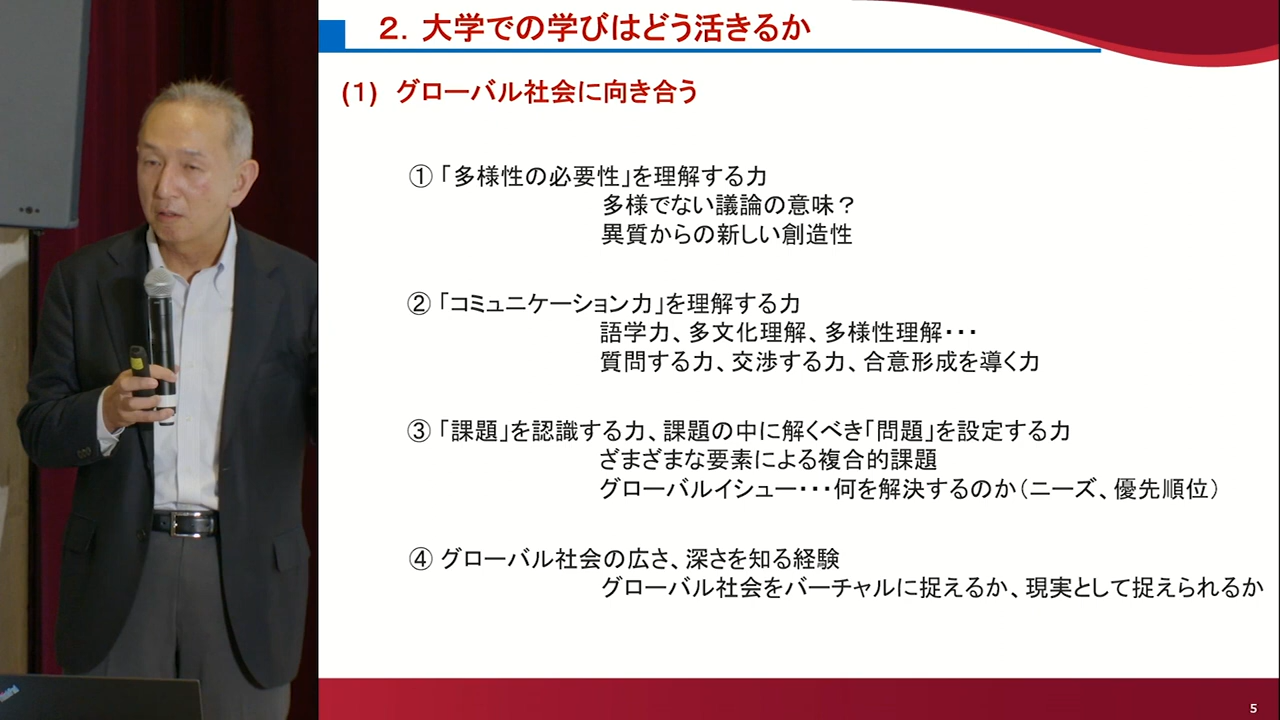 ２．大学での学びはどう活きるか
(１) グローバル社会に向き合う
①「多様性の必要性」を理解する力
多様でない議論の意味？
異質からの新しい創造性
②「コミュニケーション力」を理解する力
語学力、多文化理解、多様性理解・・・
質問する力、交渉する力、合意形成を導く力
③「課題」を認識する力、課題の中に解くべき「問題」を設定する力
ざまざまな要素による複合的課題
グローバルイシュー・・・何を解決するのか（ニーズ、優先順位）
④ グローバル社会の広さ、深さを知る経験
グローバル社会をバーチャルに捉えるか、現実として捉えられるか
5